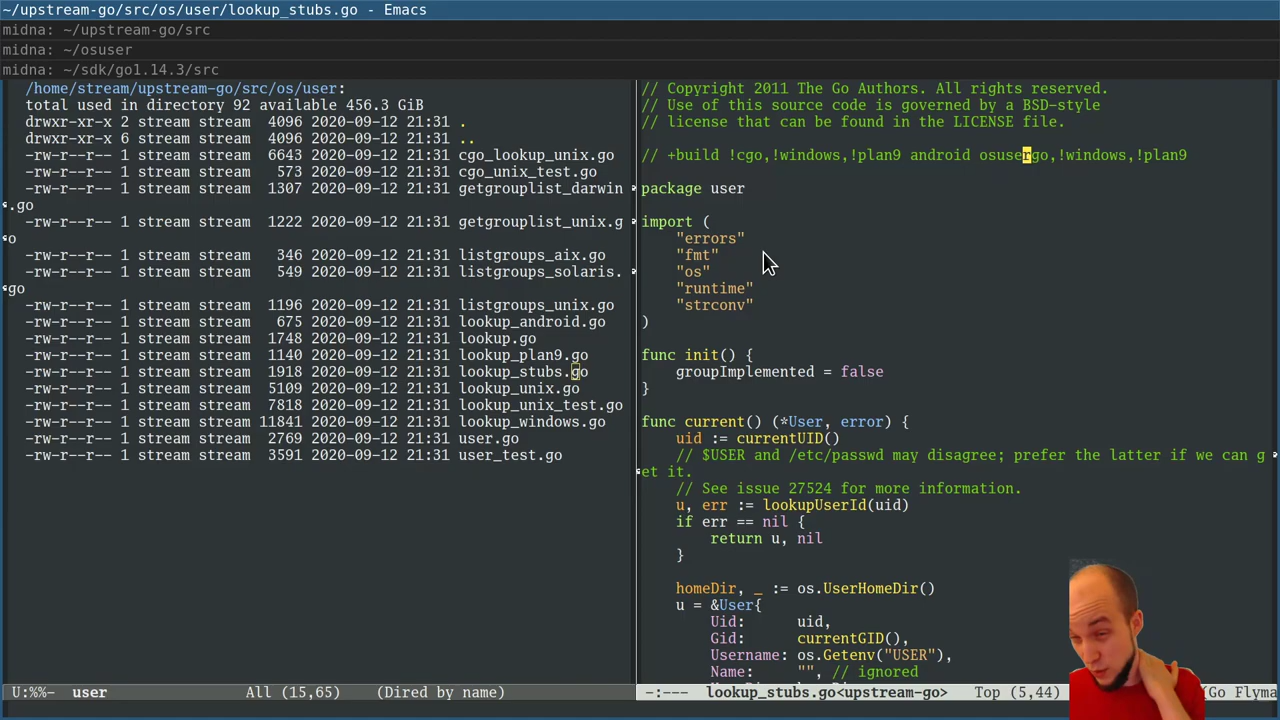 ~/upstream-go/src/os/user/lookup_stubs.go - Emacs
midna: ~/upstream-go/src
midna: ~/osuser
midna: ~/sdk/go1.14.3/src
/home/stream/upstream-go/src/os/user:
total used in directory 92 available 456.3 GiB
drwxr-xr-x 2 stream stream 4096 2020-09-12 21:31 .
drwxr-xr-x 6 stream stream 4096 2020-09-12 21:31 ..
-rw-r--r-- 1 stream stream 6643 2020-09-12 21:31 cgo_lookup_unix.go
-rw-r--r-- 1 stream stream 573 2020-09-12 21:31 cgo_unix_test.go
-rw-r--r-- 1 stream stream 1307 2020-09-12 21:31 getgrouplist_darwin
.go
-rw-r--r-- 1 stream stream 1222 2020-09-12 21:31 getgrouplist_unix.g
o
-rw-r--r-- 1 stream stream 346 2020-09-12 21:31 listgroups_aix.go
-rw-r--r-- 1 stream stream 549 2020-09-12 21:31 listgroups_solaris.
go
-rw-r--r-- 1 stream stream 1196 2020-09-12 21:31 listgroups_unix.go
-rw-r--r-- 1 stream stream 675 2020-09-12 21:31 lookup_android.go
-rw-r--r-- 1 stream stream 1748 2020-09-12 21:31 lookup.go
-rw-r--r-- 1 stream stream 1140 2020-09-12 21:31 lookup_plan9.go
-rw-r--r-- 1 stream stream 1918 2020-09-12 21:31 lookup_stubs.go
-rw-r--r-- 1 stream stream 5109 2020-09-12 21:31 lookup_unix.go
-rw-r--r-- 1 stream stream 7818 2020-09-12 21:31 lookup_unix_test.go
-rw-r--r-- 1 stream stream 11841 2020-09-12 21:31 lookup_windows.go
-rw-r--r-- 1 stream stream 2769 2020-09-12 21:31 user.go
-rw-r--r-- 1 stream stream 3591 2020-09-12 21:31 user_test.go
U:%%- user All (15,65) (Dired by name)
// Copyright 2011 The Go Authors. All rights reserved.
// Use of this source code is governed by a BSD-style
// license that can be found in the LICENSE file.
// +build !cgo,!windows,!plan9 android osusergo,!windows,!plan9
package user
import (
"errors"
"fmt"
"os"
"runtime"
"strconv"
)
func init() {
groupImplemented = false
}
func current() (*User, error) {
uid := currentUID()
// $USER and /etc/passwd may disagree; prefer the latter if we can g
et it.
// See issue 27524 for more information.
u, err := lookupUserId(uid)
if err == nil {
return u, nil
}
homeDir, _ := os.UserHomeDir()
u = &User{
Uid: uid,
Gid: currentGID(),
Username: os.Getenv("USER"),
Name: "", // ignored
-:--- lookup_stubs.go<upstream-go> Top (5,44) (Go Flyma